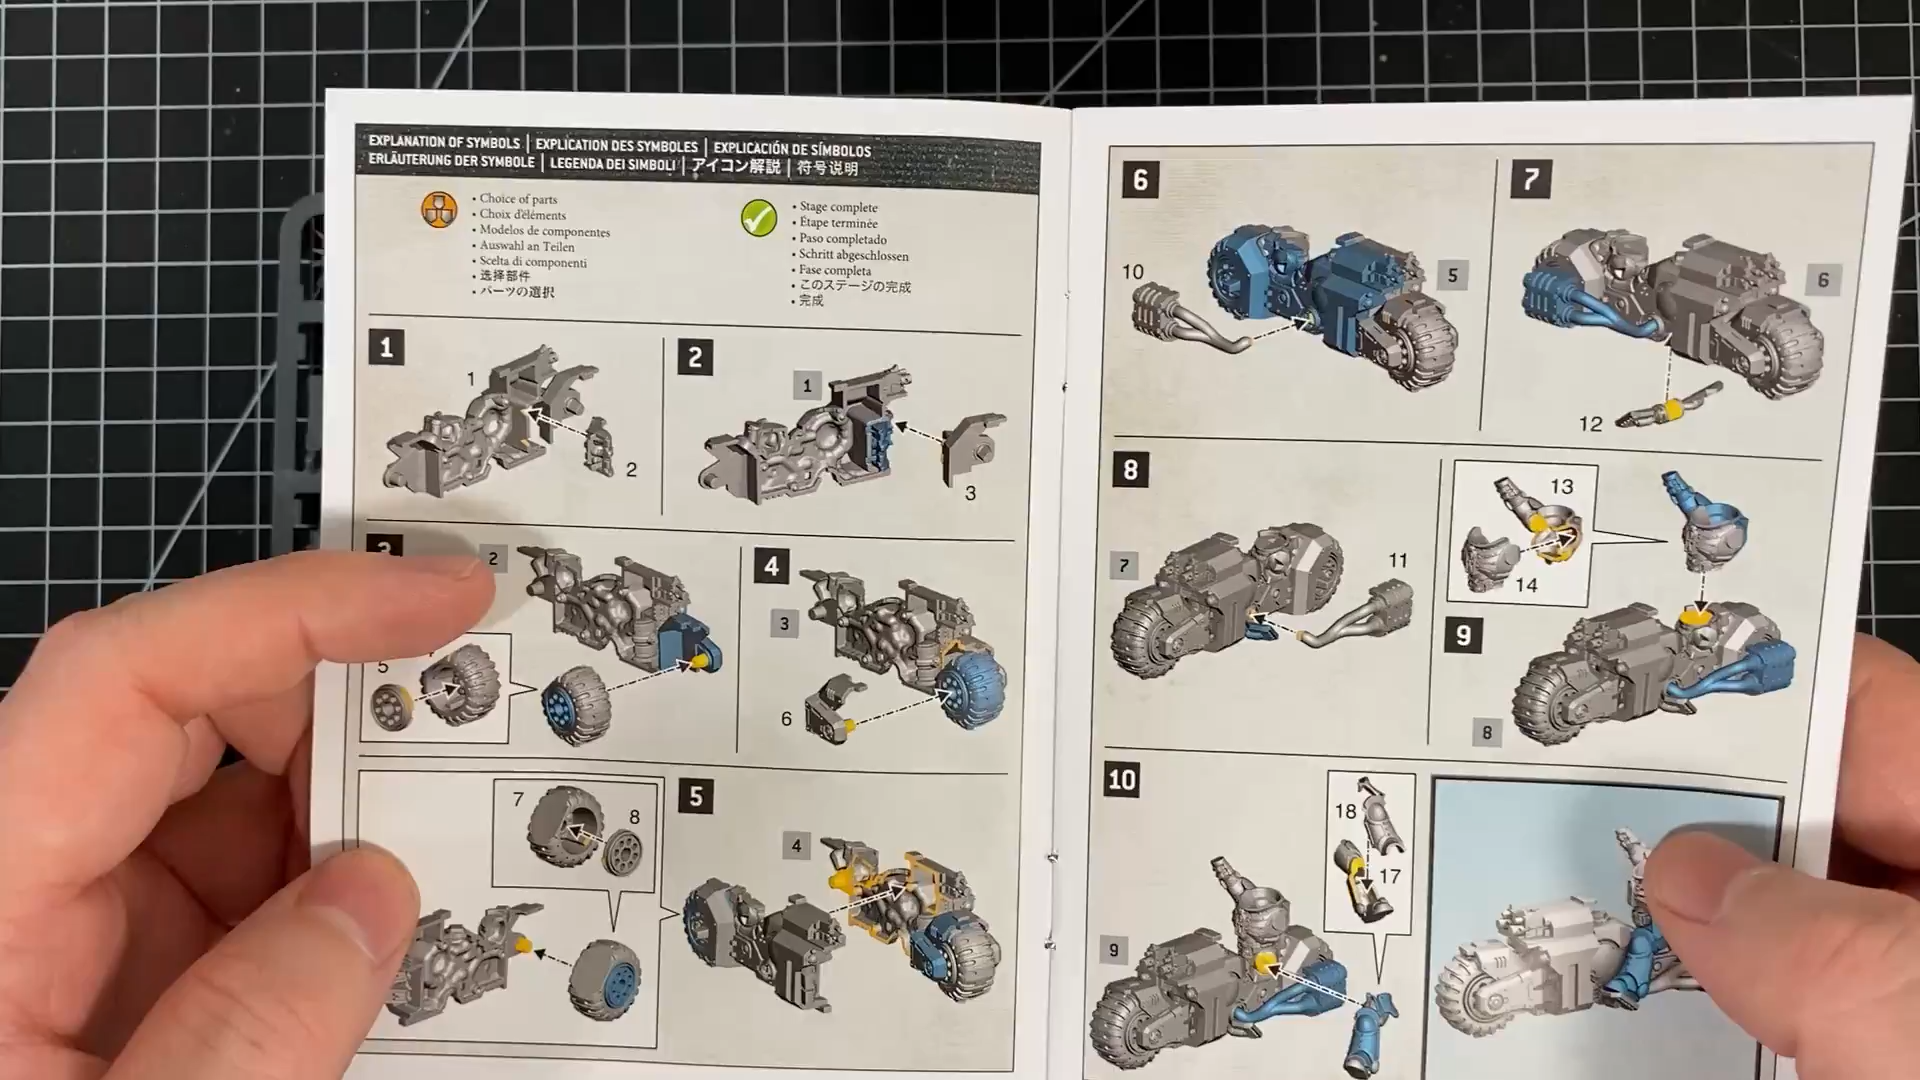 EXPLANATION OF SYMBOLS | EXPLICATION DES SYMBOLES | EXPLICACIÓN DE SÍMBOLOS
ERLÄUTERUNG DER SYMBOLE | LEGENDA DEI SIMBOLI | アイコン解説 | 符号说明
• Choice of parts
• Choix d'éléments
• Modelos de componentes
• Auswahl an Teilen
• Scelta di componenti
• 选择部件
• パーツの選択
• Stage complete
• Étape terminée
• Paso completado
• Schritt abgeschlossen
• Fase completa
• このステージの完成
• 完成
1
1
2
2
1
3
3
2
5
4
3
6
7
8
5
4
6
10
5
7
6
12
8
7
11
13
14
9
8
10
18
17
9